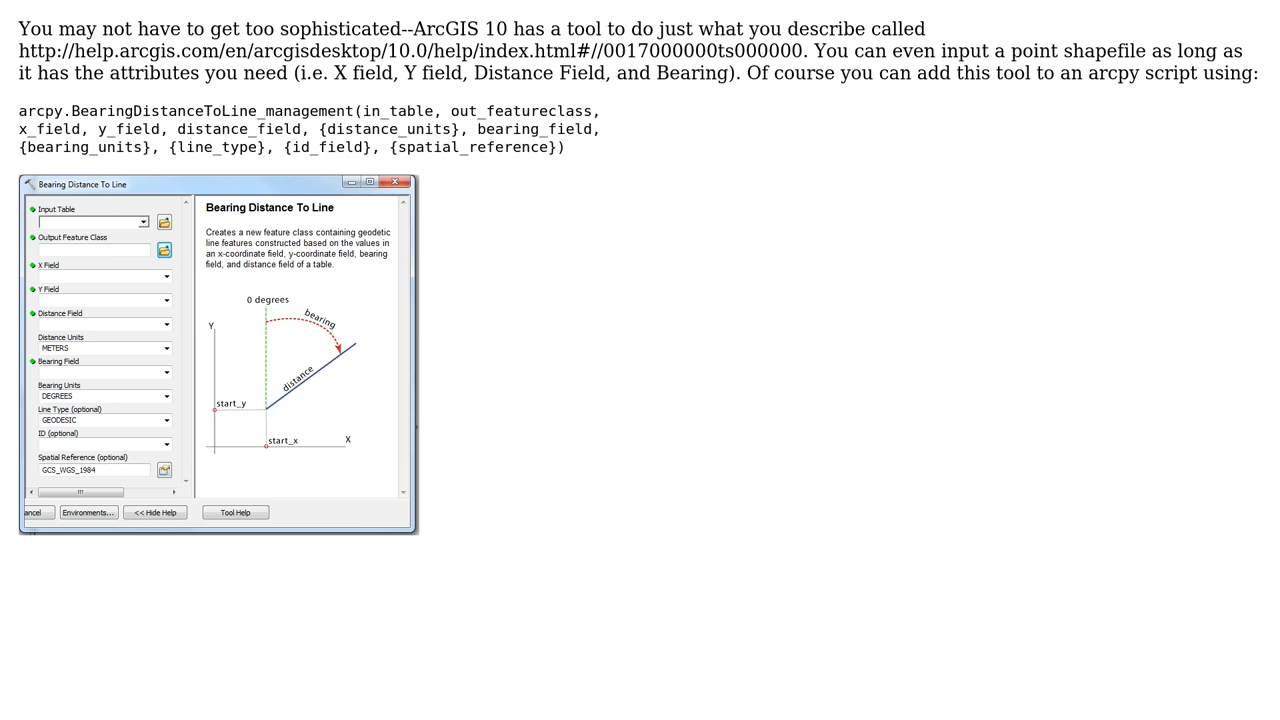 You may not have to get too sophisticated--ArcGIS 10 has a tool to do just what you describe called
http://help.arcgis.com/en/arcgisdesktop/10.0/help/index.html#//0017000000ts000000. You can even input a point shapefile as long as
it has the attributes you need (i.e. X field, Y field, Distance Field, and Bearing). Of course you can add this tool to an arcpy script using:
arcpy.BearingDistanceToLine_management(in_table, out_featureclass,
x_field, y_field, distance_field, {distance_units}, bearing_field,
{bearing_units}, {line_type}, {id_field}, {spatial_reference})
Bearing Distance To Line
Input Table
Output Feature Class
X Field
Y Field
Distance Field
Distance Units
METERS
Bearing Field
Bearing Units
DEGREES
Line Type (optional)
GEODESIC
ID (optional)
Spatial Reference (optional)
GCS_WGS_1984
ancel
Environments...
<< Hide Help
Bearing Distance To Line
Creates a new feature class containing geodetic
line features constructed based on the values in
an x-coordinate field, y-coordinate field, bearing
field, and distance field of a table.
0 degrees
bearing
Y
distance
start_y
start_x
X
Tool Help